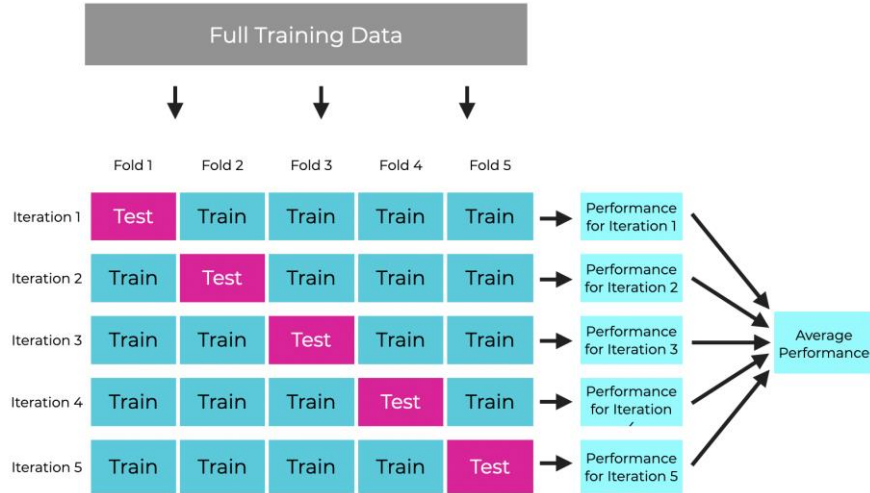 Full Training Data
Fold 1 Fold 2 Fold 3 Fold 4 Fold 5
Iteration 1 Test Train Train Train Train Performance
for Iteration 1
Iteration 2 Train Test Train Train Train Performance
for Iteration 2
Iteration 3 Train Train Test Train Train Performance
for Iteration 3
Average
Performance
Iteration 4 Train Train Train Test Train Performance
for Iteration
Iteration 5 Train Train Train Train Test Performance
for Iteration 5